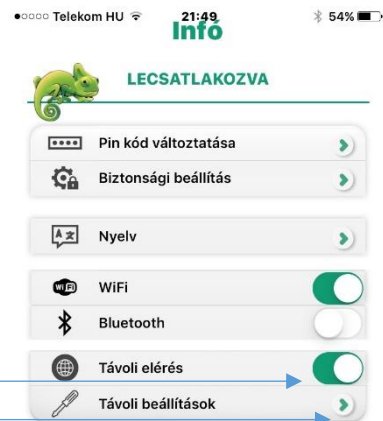 Telekom HU 21:49 54%
Infó
LECSATLAKOZVA
Pin kód változtatása
Biztonsági beállítás
Nyelv
WiFi
Bluetooth
Távoli elérés
Távoli beállítások